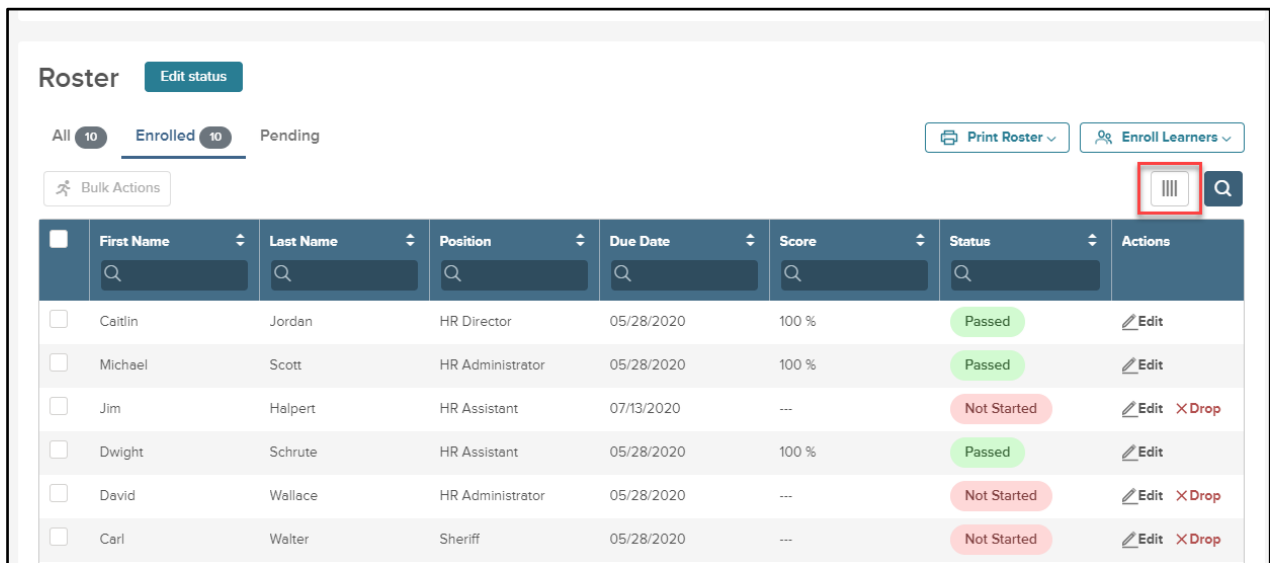 Roster Edit status
All 10 Enrolled 10 Pending Print Roster Enroll Learners
Bulk Actions
First Name Last Name Position Due Date Score Status Actions
Caitlin Jordan HR Director 05/28/2020 100 % Passed Edit
Michael Scott HR Administrator 05/28/2020 100 % Passed Edit
Jim Halpert HR Assistant 07/13/2020 --- Not Started Edit Drop
Dwight Schrute HR Assistant 05/28/2020 100 % Passed Edit
David Wallace HR Administrator 05/28/2020 --- Not Started Edit Drop
Carl Walter Sheriff 05/28/2020 --- Not Started Edit Drop